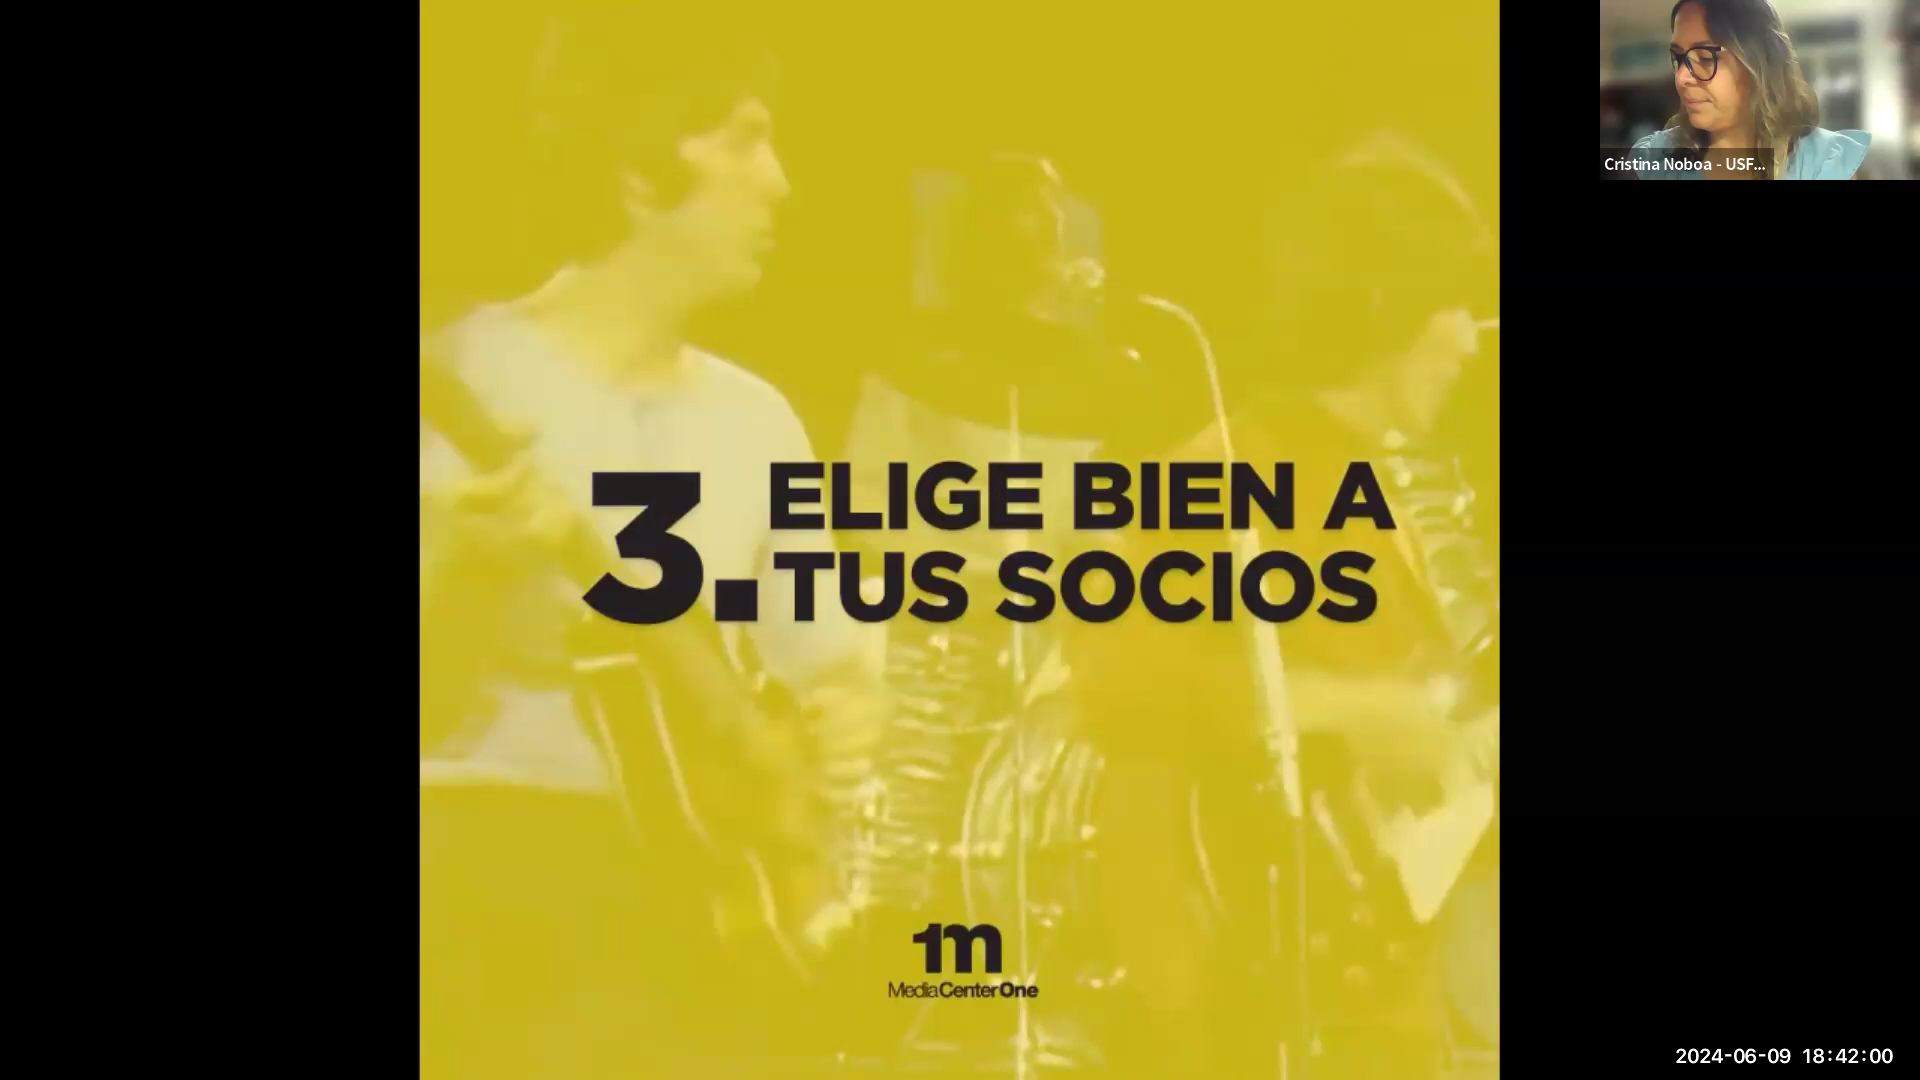 3. ELIGE BIEN A
TUS SOCIOS
1m
MediaCenterOne
Cristina Noboa - USF...
2024-06-09 18:42:00